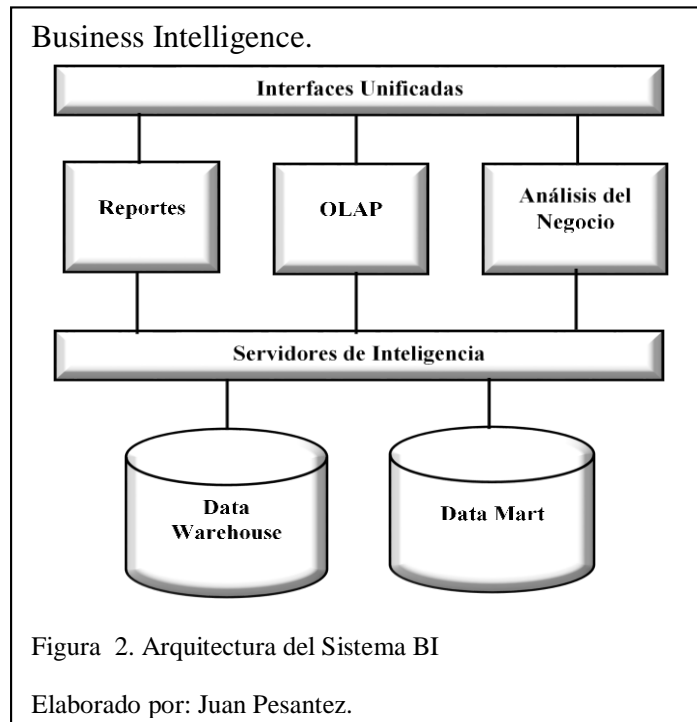 Business Intelligence.
Interfaces Unificadas
Reportes
OLAP
Análisis del
Negocio
Servidores de Inteligencia
Data
Warehouse
Data Mart
Figura 2. Arquitectura del Sistema BI
Elaborado por: Juan Pesantez.